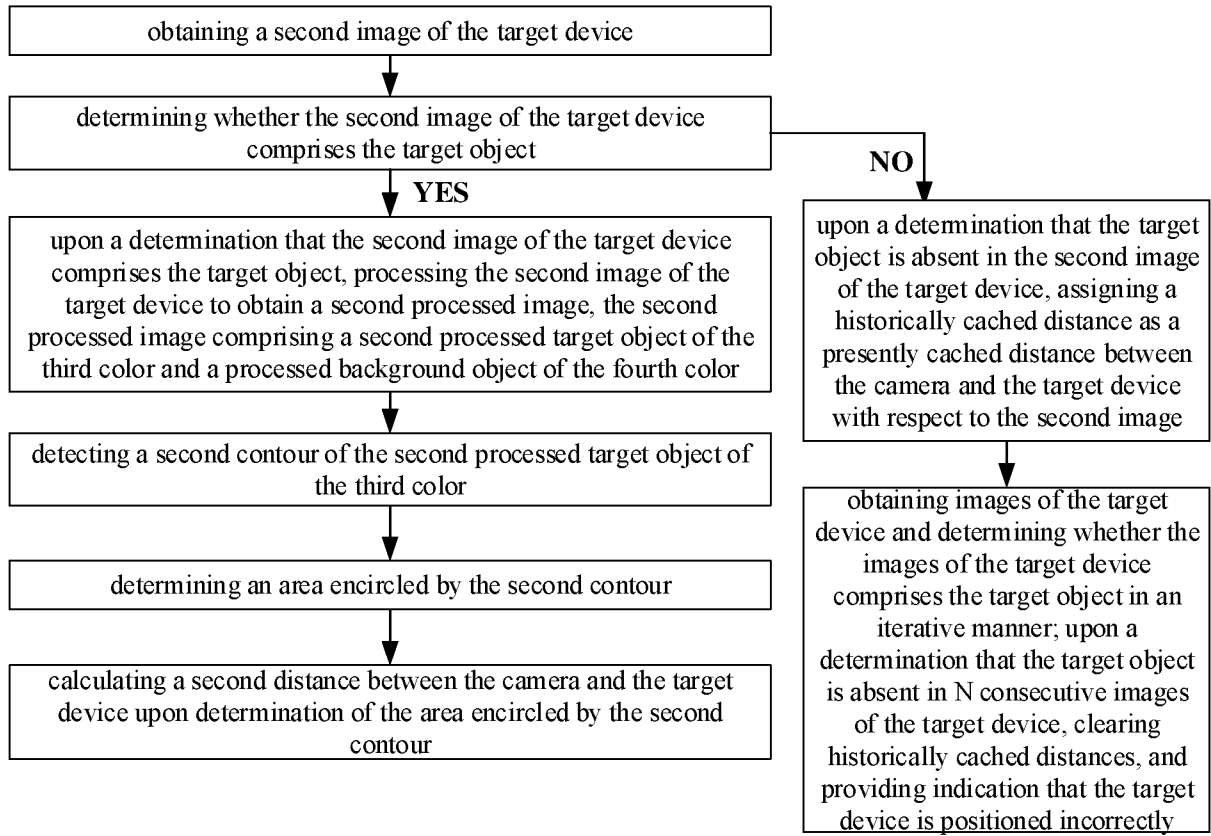 obtaining a second image of the target device
determining whether the second image of the target device
comprises the target object
NO
YES
upon a determination that the second image of the target device
comprises the target object, processing the second image of the
target device to obtain a second processed image, the second
processed image comprising a second processed target object of the
third color and a processed background object of the fourth color
detecting a second contour of the second processed target object of
the third color
determining an area encircled by the second contour
calculating a second distance between the camera and the target
device upon determination of the area encircled by the second
contour
upon a determination that the target
object is absent in the second image
of the target device, assigning a
historically cached distance as a
presently cached distance between
the camera and the target device
with respect to the second image
obtaining images of the target
device and determining whether the
images of the target device
comprises the target object in an
iterative manner; upon a
determination that the target object
is absent in N consecutive images
of the target device, clearing
historically cached distances, and
providing indication that the target
device is positioned incorrectly